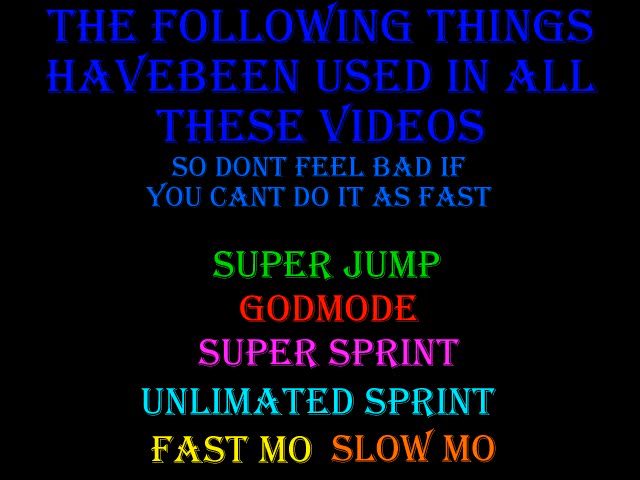 THE FOLLOWING THINGS
HAVEBEEN USED IN ALL
THESE VIDEOS
SO DONT FEEL BAD IF
YOU CANT DO IT AS FAST
SUPER JUMP
GODMODE
SUPER SPRINT
UNLIMATED SPRINT
FAST MO SLOW MO